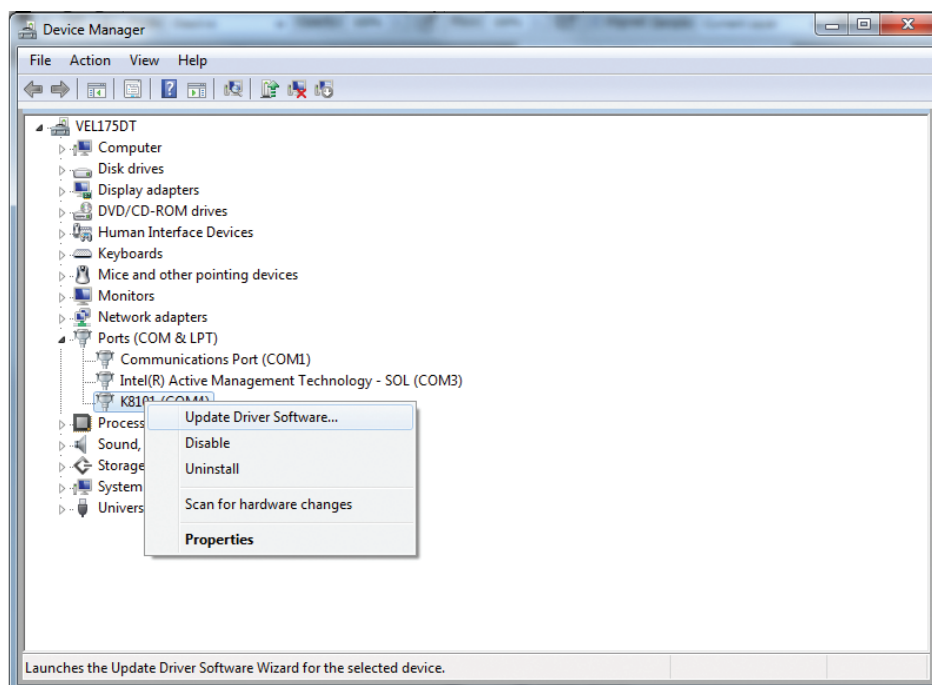 Device Manager
File Action View Help
VEL175DT
Computer
Disk drives
Display adapters
DVD/CD-ROM drives
Human Interface Devices
Keyboards
Mice and other pointing devices
Monitors
Network adapters
Ports (COM & LPT)
Communications Port (COM1)
Intel(R) Active Management Technology - SOL (COM3)
K8101 (COM4)
Process
Sound,
Storage
System
Univers
Update Driver Software...
Disable
Uninstall
Scan for hardware changes
Properties
Launches the Update Driver Software Wizard for the selected device.